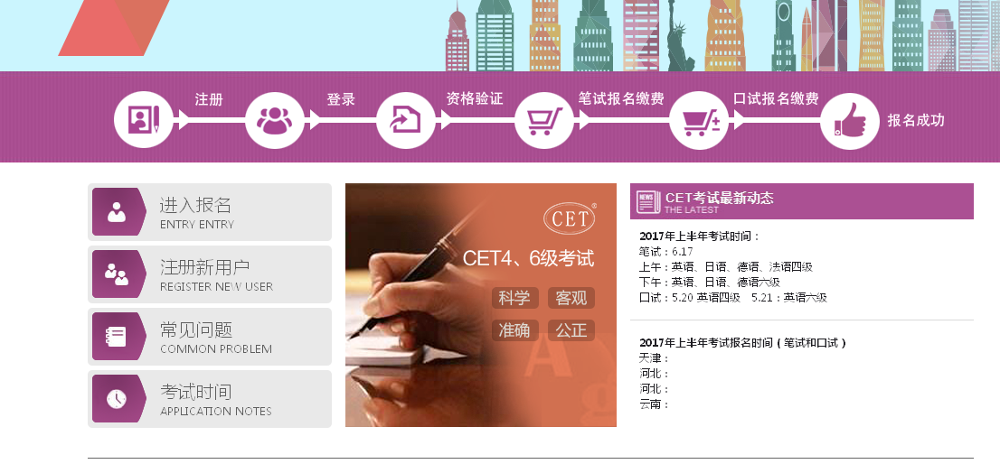 注册
登录
资格验证
笔试报名缴费
口试报名缴费
报名成功
进入报名
ENTRY ENTRY
注册新用户
REGISTER NEW USER
常见问题
COMMON PROBLEM
考试时间
APPLICATION NOTES
CET
CET4、6级考试
科学 客观
准确 公正
NEWS
CET考试最新动态
THE LATEST
2017年上半年考试时间：
笔试：6.17
上午：英语、日语、德语、法语四级
下午：英语、日语、德语六级
口试：5.20 英语四级 5.21：英语六级
2017年上半年考试报名时间（笔试和口试）
天津：
河北：
河北：
云南：